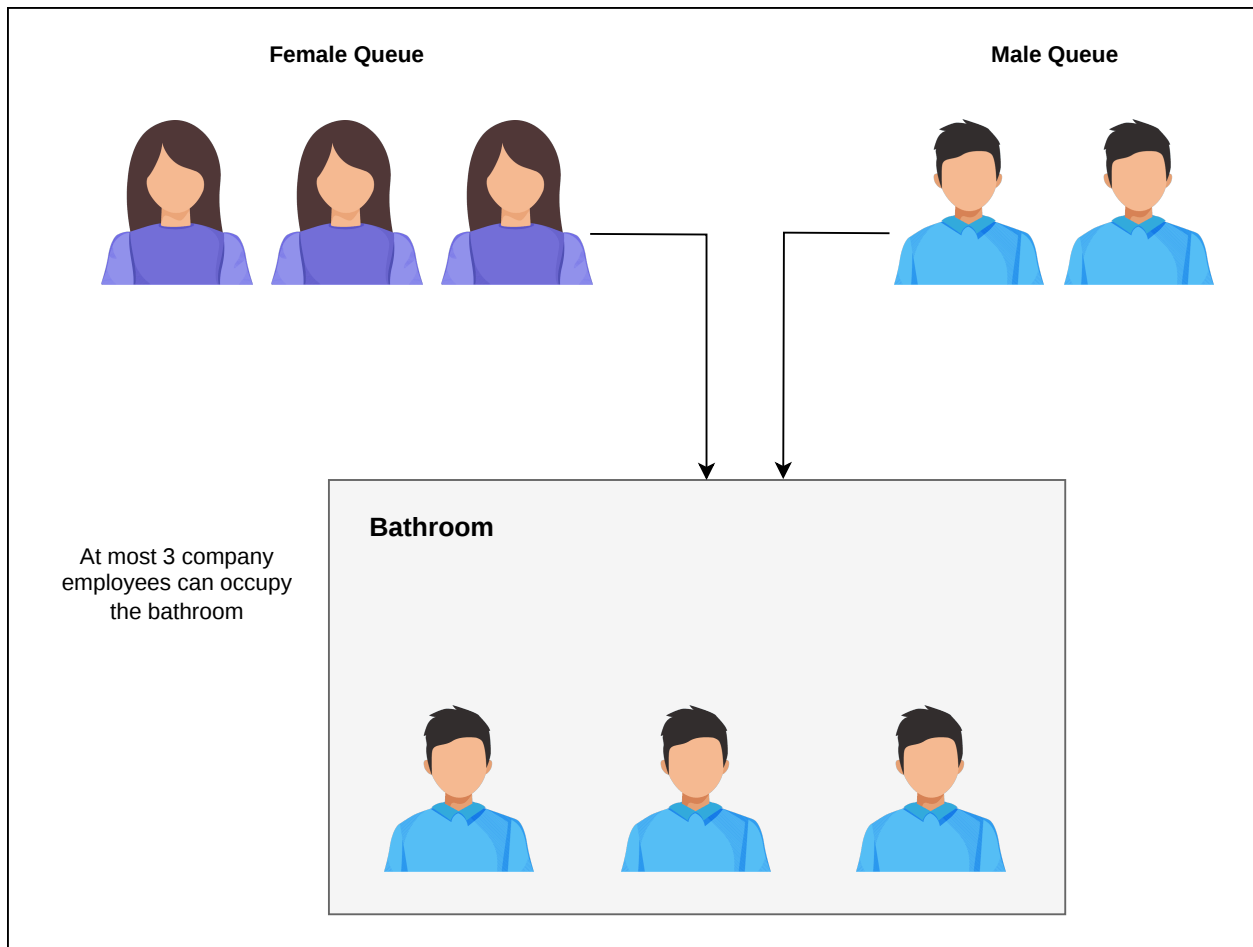 Female Queue
Male Queue
Bathroom
At most 3 company
employees can occupy
the bathroom